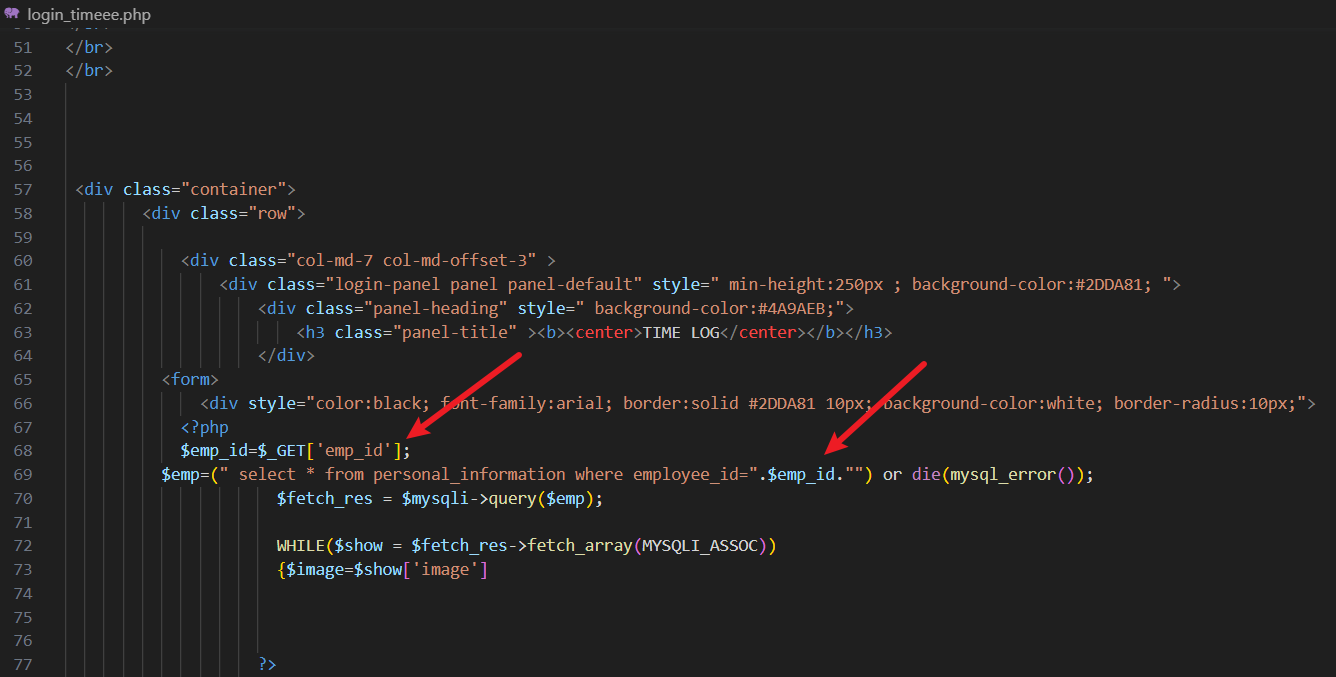 login_timeee.php
51 </br>
52 </br>
53
54
55
56
57 <div class="container">
58 <div class="row">
59
60 <div class="col-md-7 col-md-offset-3" >
61 <div class="login-panel panel panel-default" style=" min-height:250px ; background-color:#2DDA81; ">
62 <div class="panel-heading" style=" background-color:#4A9AEB;">
63 <h3 class="panel-title" ><b><center>TIME LOG</center></b></h3>
64 </div>
65 <form>
66 <div style="color:black; font-family:arial; border:solid #2DDA81 10px; background-color:white; border-radius:10px;">
67 <?php
68 $emp_id=$_GET['emp_id'];
69 $emp=(" select * from personal_information where employee_id=".$emp_id."") or die(mysql_error());
70 $fetch_res = $mysqli->query($emp);
71
72 WHILE($show = $fetch_res->fetch_array(MYSQLI_ASSOC))
73 {$image=$show['image']
74
75
76
77 ?>